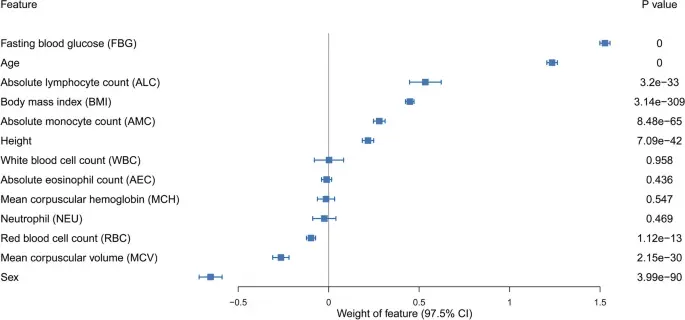 Feature P value
Fasting blood glucose (FBG) 0
Age 0
Absolute lymphocyte count (ALC) 3.2e−33
Body mass index (BMI) 3.14e−309
Absolute monocyte count (AMC) 8.48e−65
Height 7.09e−42
White blood cell count (WBC) 0.958
Absolute eosinophil count (AEC) 0.436
Mean corpuscular hemoglobin (MCH) 0.547
Neutrophil (NEU) 0.469
Red blood cell count (RBC) 1.12e−13
Mean corpuscular volume (MCV) 2.15e−30
Sex 3.99e−90
−0.5 0 0.5 1 1.5
Weight of feature (97.5% CI)